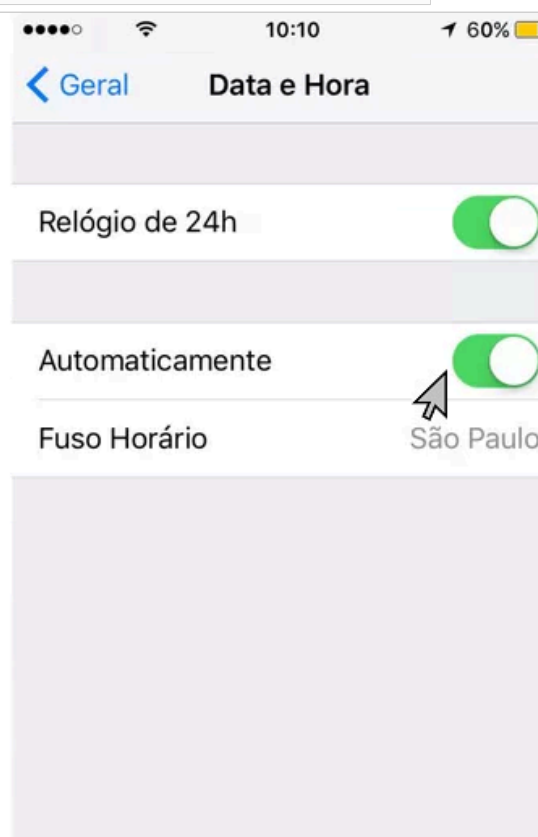 10:10 60%
Geral Data e Hora
Relógio de 24h
Automaticamente
Fuso Horário São Paulo